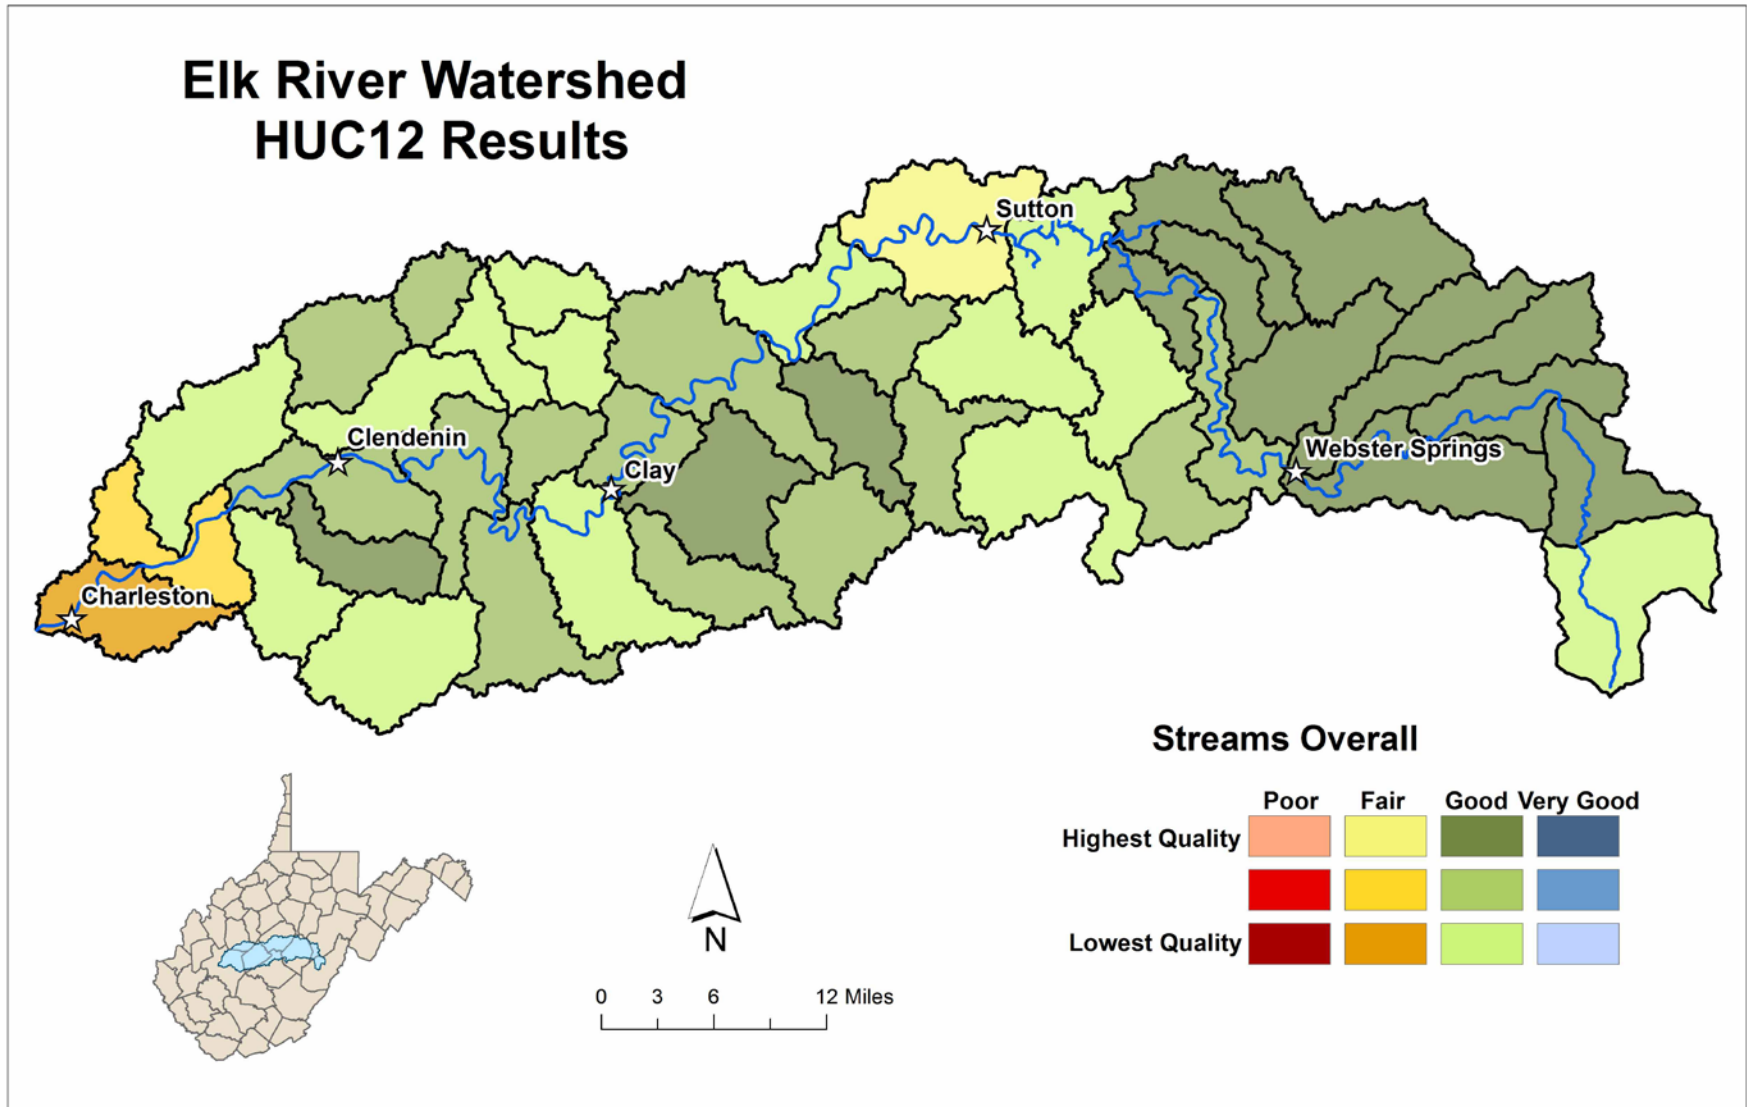 Elk River Watershed
HUC12 Results
Sutton
Clendenin
Webster Springs
Clay
Charleston
Streams Overall
Poor Fair Good Very Good
Highest Quality
Lowest Quality
N
0 3 6 12 Miles